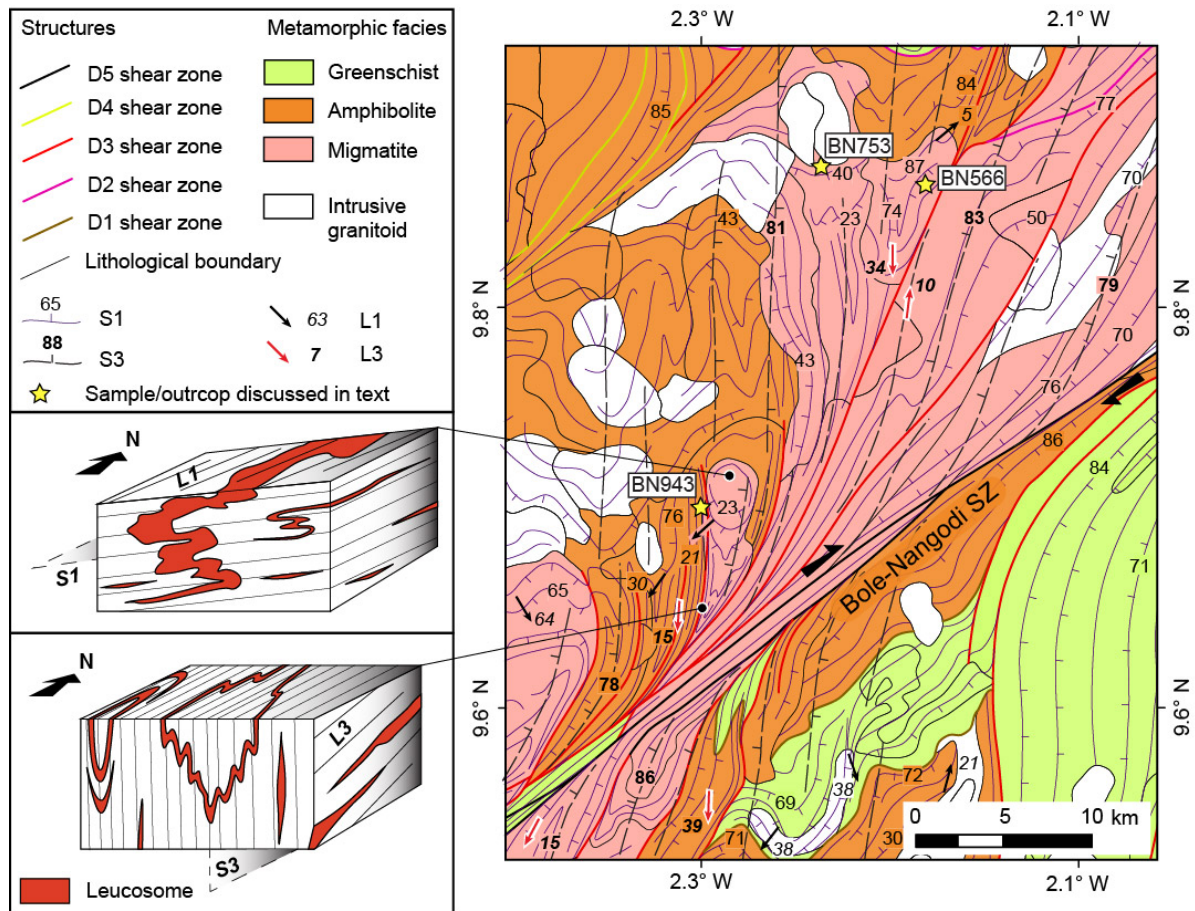 Structures
D5 shear zone
D4 shear zone
D3 shear zone
D2 shear zone
D1 shear zone
Lithological boundary
65
S1
88
S3
63
L1
7
L3
Sample/outrcop discussed in text
Metamorphic facies
Greenschist
Amphibolite
Migmatite
Intrusive
granitoid
N
L1
S1
N
L3
S3
Leucosome
2.3° W
2.1° W
85
84
5
77
BN753
40
87
BN566
70
43
81
23
74
83
50
34
10
79
9.8° N
9.8° N
43
70
76
86
84
BN943
76
23
21
Bole-Nangodi SZ
71
65
64
30
15
78
9.6° N
9.6° N
86
38
72
21
69
15
39
71
38
30
0
5
10 km
2.3° W
2.1° W